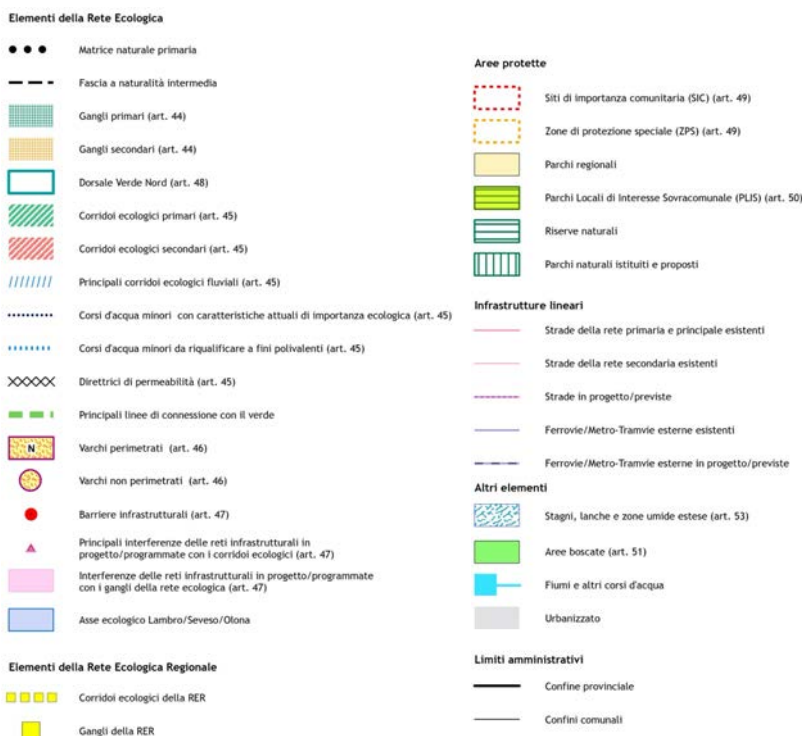 Elementi della Rete Ecologica
Matrice naturale primaria
Fascia a naturalità intermedia
Gangli primari (art. 44)
Gangli secondari (art. 44)
Dorsale Verde Nord (art. 48)
Corridoi ecologici primari (art. 45)
Corridoi ecologici secondari (art. 45)
Principali corridoi ecologici fluviali (art. 45)
Corsi d'acqua minori con caratteristiche attuali di importanza ecologica (art. 45)
Corsi d'acqua minori da riqualificare a fini polivalenti (art. 45)
Direttrici di permeabilità (art. 45)
Principali linee di connessione con il verde
N
Varchi perimetrati (art. 46)
Varchi non perimetrati (art. 46)
Barriere infrastrutturali (art. 47)
Principali interferenze delle reti infrastrutturali in
progetto/programmate con i corridoi ecologici (art. 47)
Interferenze delle reti infrastrutturali in progetto/programmate
con i gangli della rete ecologica (art. 47)
Asse ecologico Lambro/Seveso/Olona
Elementi della Rete Ecologica Regionale
Corridoi ecologici della RER
Gangli della RER
Aree protette
Siti di importanza comunitaria (SIC) (art. 49)
Zone di protezione speciale (ZPS) (art. 49)
Parchi regionali
Parchi Locali di Interesse Sovracomunale (PLIS) (art. 50)
Riserve naturali
Parchi naturali istituiti e proposti
Infrastrutture lineari
Strade della rete primaria e principale esistenti
Strade della rete secondaria esistenti
Strade in progetto/previste
Ferrovie/Metro-Tramvie esterne esistenti
Ferrovie/Metro-Tramvie esterne in progetto/previste
Altri elementi
Stagni, lanche e zone umide estese (art. 53)
Aree boscate (art. 51)
Fiumi e altri corsi d'acqua
Urbanizzato
Limiti amministrativi
Confine provinciale
Confini comunali